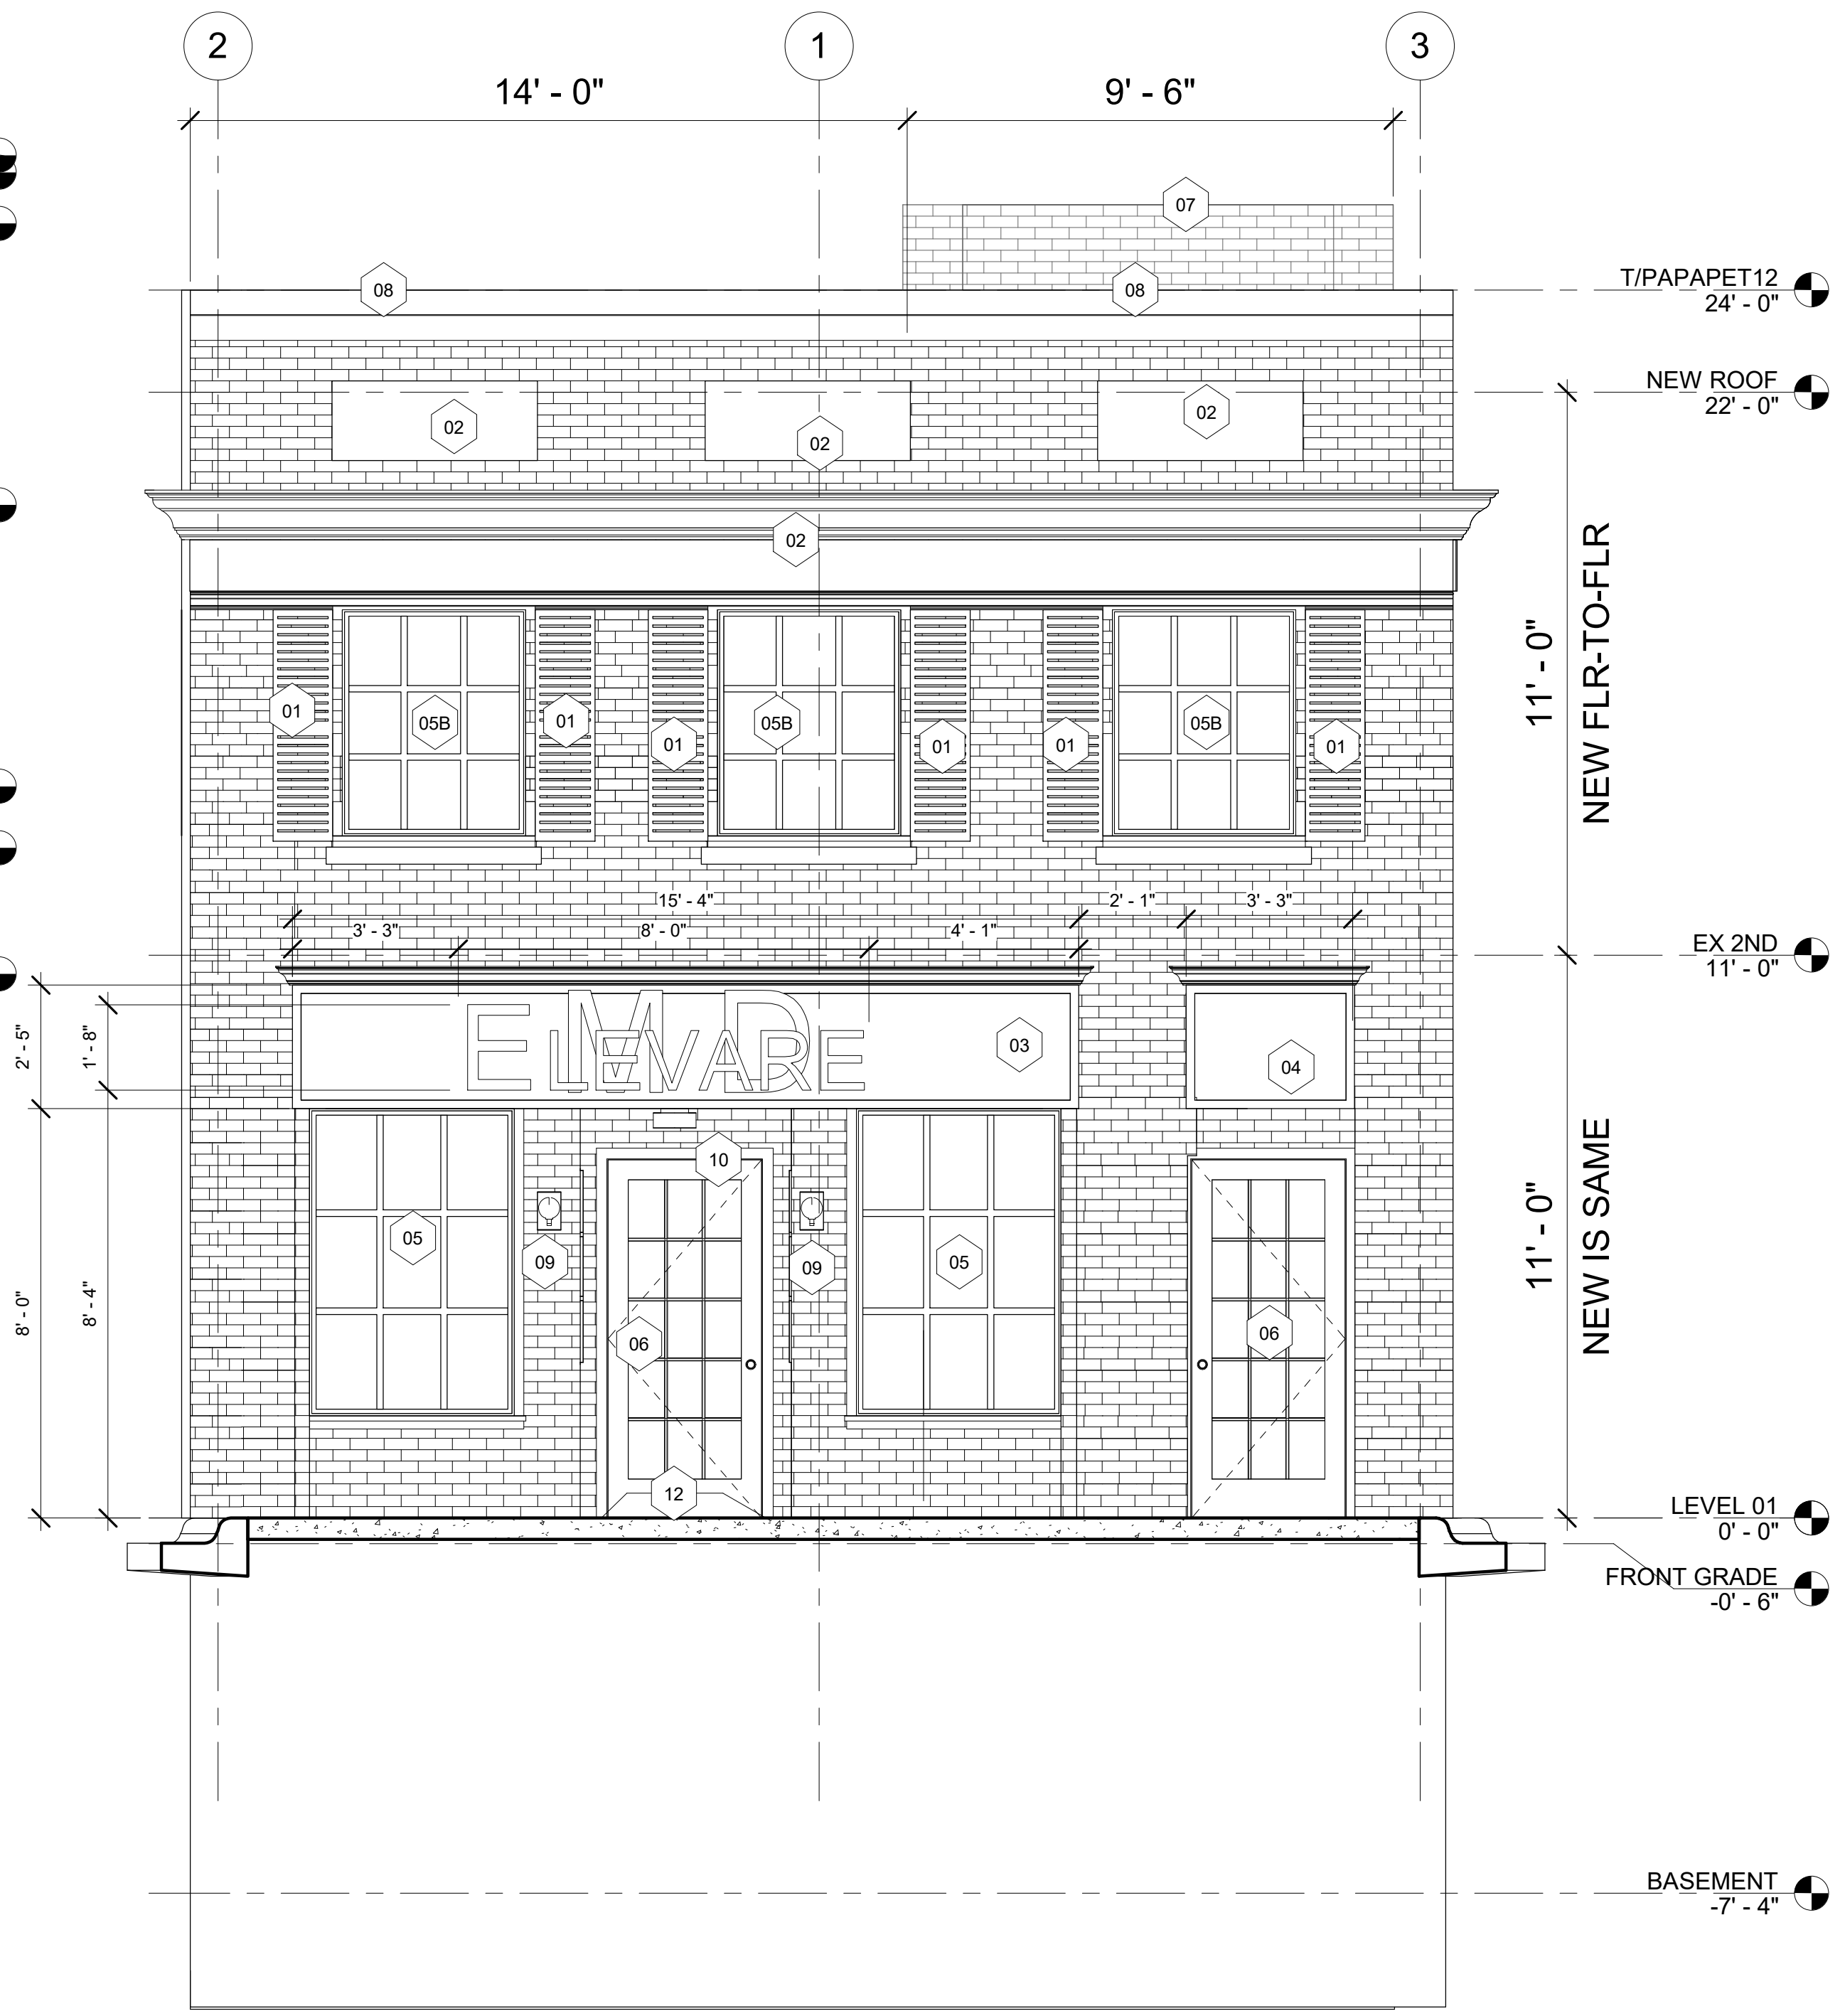 2
1
3
14' - 0"
9' - 6"
07
08
08
T/PAPAPET12
24' - 0"
NEW ROOF
22' - 0"
02
02
02
02
11' - 0"
NEW FLR-TO-FLR
01
05B
01
01
05B
01
01
05B
01
15' - 4"
2' - 1"
3' - 3"
3' - 3"
8' - 0"
4' - 1"
EX 2ND
11' - 0"
2' - 5"
1' - 8"
MD
ELEVARE
03
04
10
05
09
09
05
06
06
12
8' - 0"
8' - 4"
11' - 0"
NEW IS SAME
LEVEL 01
0' - 0"
FRONT GRADE
-0' - 6"
BASEMENT
-7' - 4"